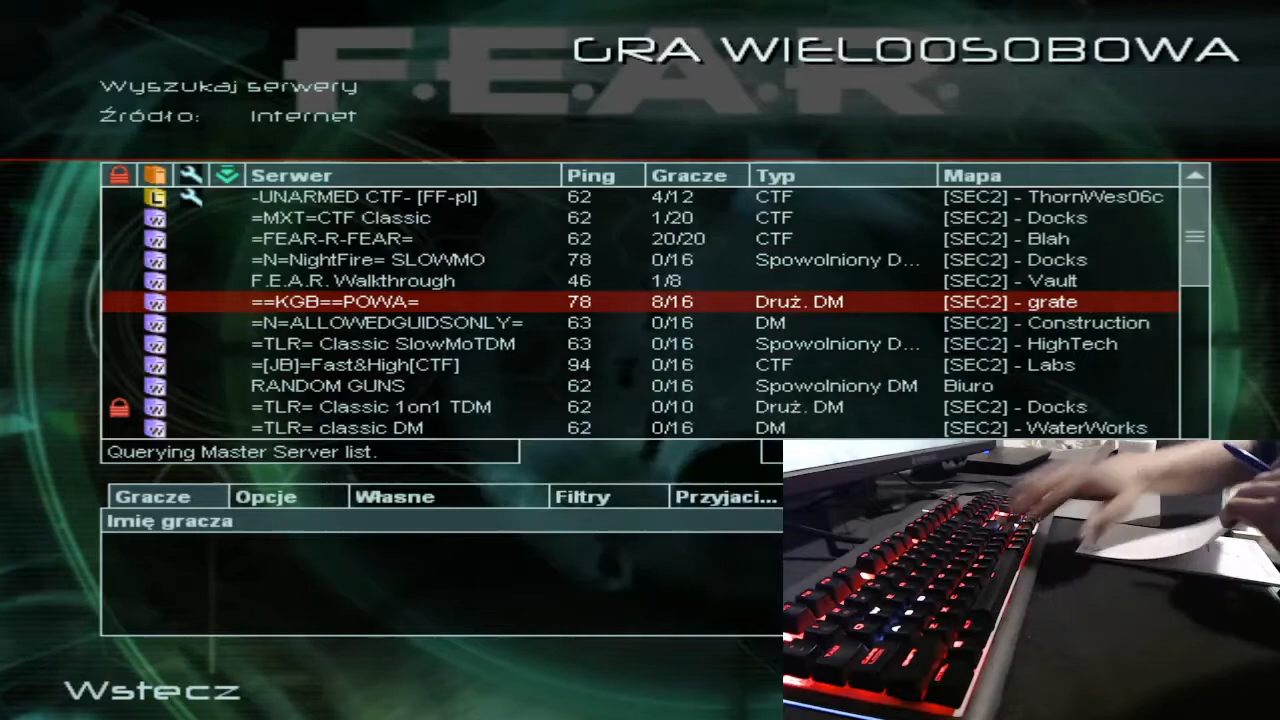 F.E.A.R.
GRA WIELOOSOBOWA
Wyszukaj serwery
Źródło: Internet
Serwer Ping Gracze Typ Mapa
-UNARMED CTF- [FF-pl] 62 4/12 CTF [SEC2] - ThornWes06c
=MXT=CTF Classic 62 1/20 CTF [SEC2] - Docks
=FEAR-R-FEAR= 62 20/20 CTF [SEC2] - Blah
=N=NightFire= SLOWMO 78 0/16 Spowolniony D... [SEC2] - Docks
F.E.A.R. Walkthrough 46 1/8 [SEC2] - Vault
==KGB==POWA= 78 8/16 Druż. DM [SEC2] - grate
=N=ALLOWEDGUIDSONLY= 63 0/16 DM [SEC2] - Construction
=TLR= Classic SlowMoTDM 63 0/16 Spowolniony D... [SEC2] - HighTech
=[JB]=Fast&High[CTF] 94 0/16 CTF [SEC2] - Labs
RANDOM GUNS 62 0/16 Spowolniony DM Biuro
=TLR= Classic 1on1 TDM 62 0/10 Druż. DM [SEC2] - Docks
=TLR= classic DM 62 0/16 DM [SEC2] - WaterWorks
Querying Master Server list.
Gracze Opcje Własne Filtry Przyjaci...
Imię gracza
Wstecz